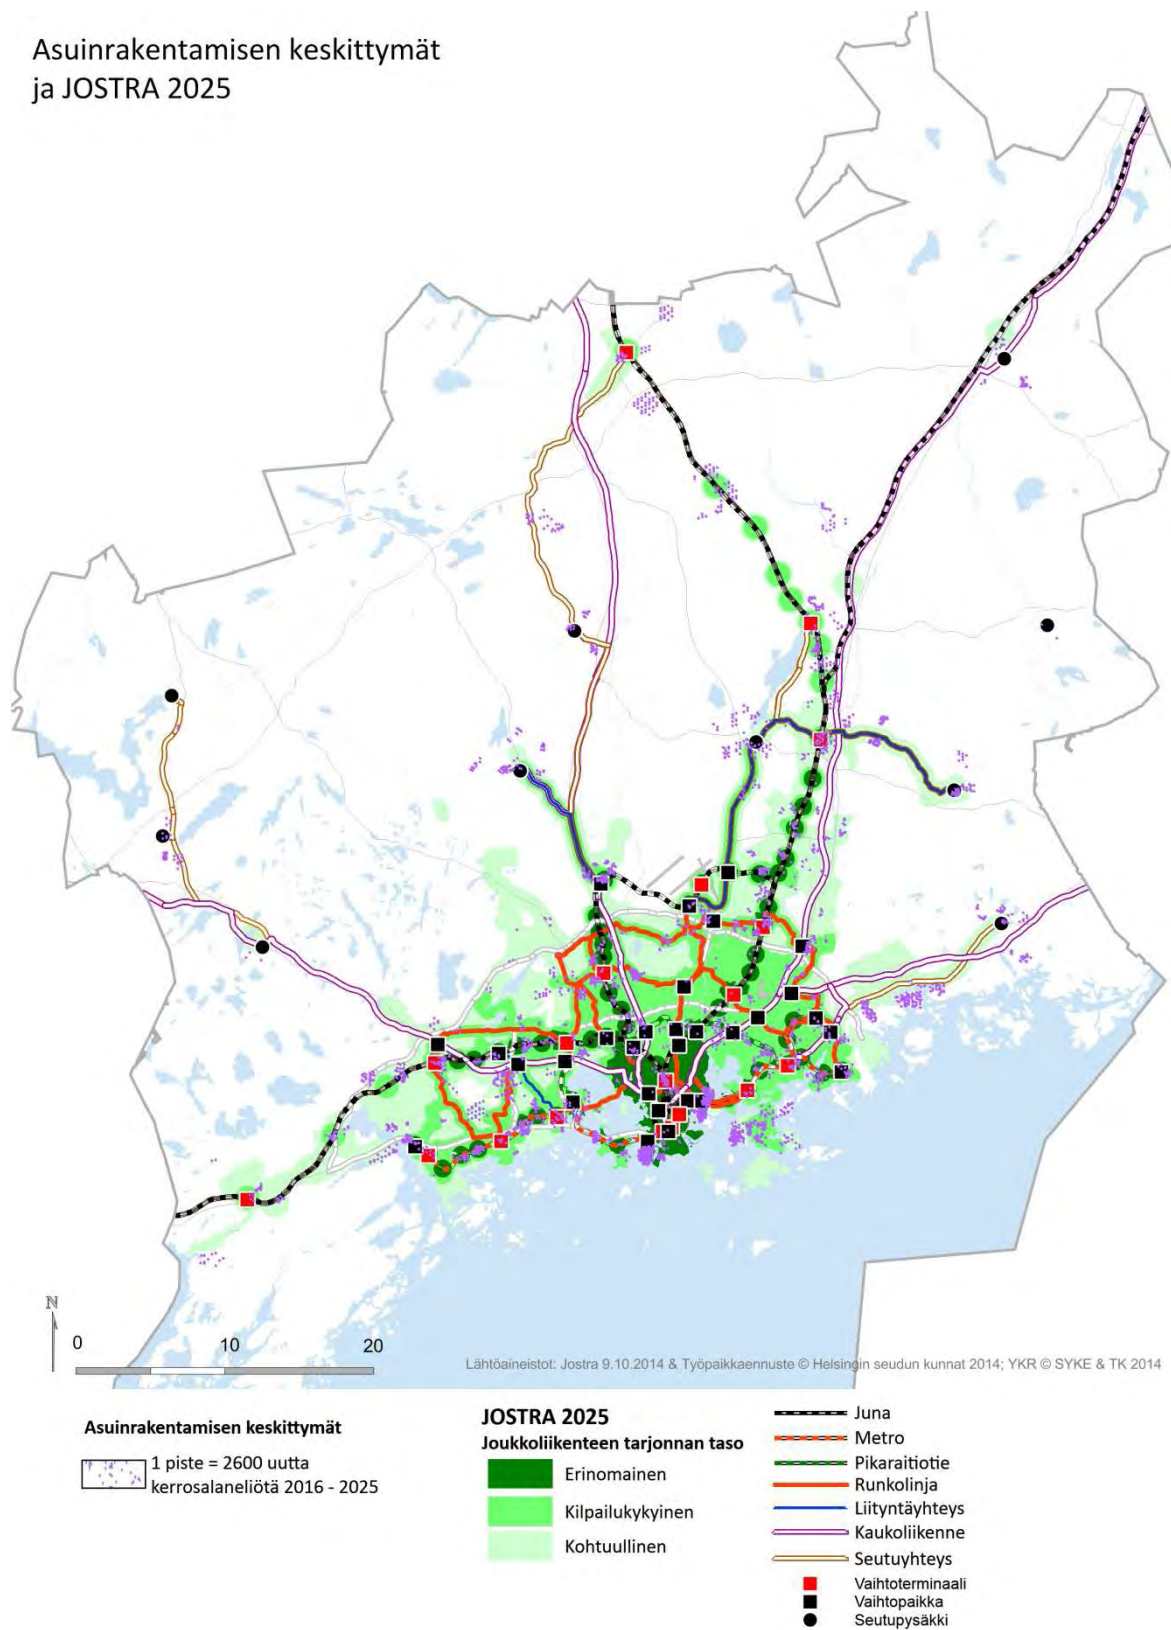 Asuinrakentamisen keskittymät
ja JOSTRA 2025
N
0 10 20
Lähtöaineistot: Jostra 9.10.2014 & Työpaikkaennuste © Helsingin seudun kunnat 2014; YKR © SYKE & TK 2014
Asuinrakentamisen keskittymät
1 piste = 2600 uutta
kerrosalaneliötä 2016 - 2025
JOSTRA 2025
Joukkoliikenteen tarjonnan taso
Erinomainen
Kilpailukykyinen
Kohtuullinen
Juna
Metro
Pikaraitiotie
Runkolinja
Liityntäyhteys
Kaukoliikenne
Seutuyhteys
Vaihtoterminaali
Vaihtopaikka
Seutupysäkki